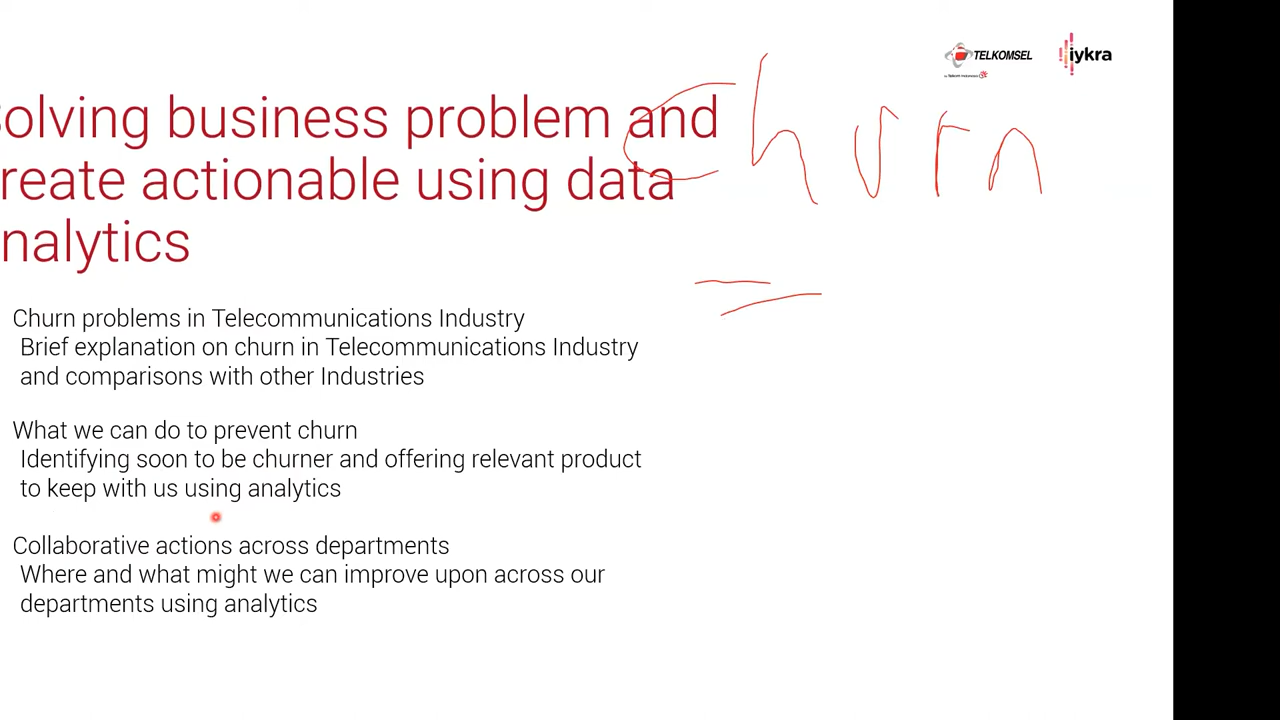 TELKOMSEL
iykra
Churn
olving business problem and
reate actionable using data
nalytics
Churn problems in Telecommunications Industry
Brief explanation on churn in Telecommunications Industry
and comparisons with other Industries
What we can do to prevent churn
Identifying soon to be churner and offering relevant product
to keep with us using analytics
Collaborative actions across departments
Where and what might we can improve upon across our
departments using analytics